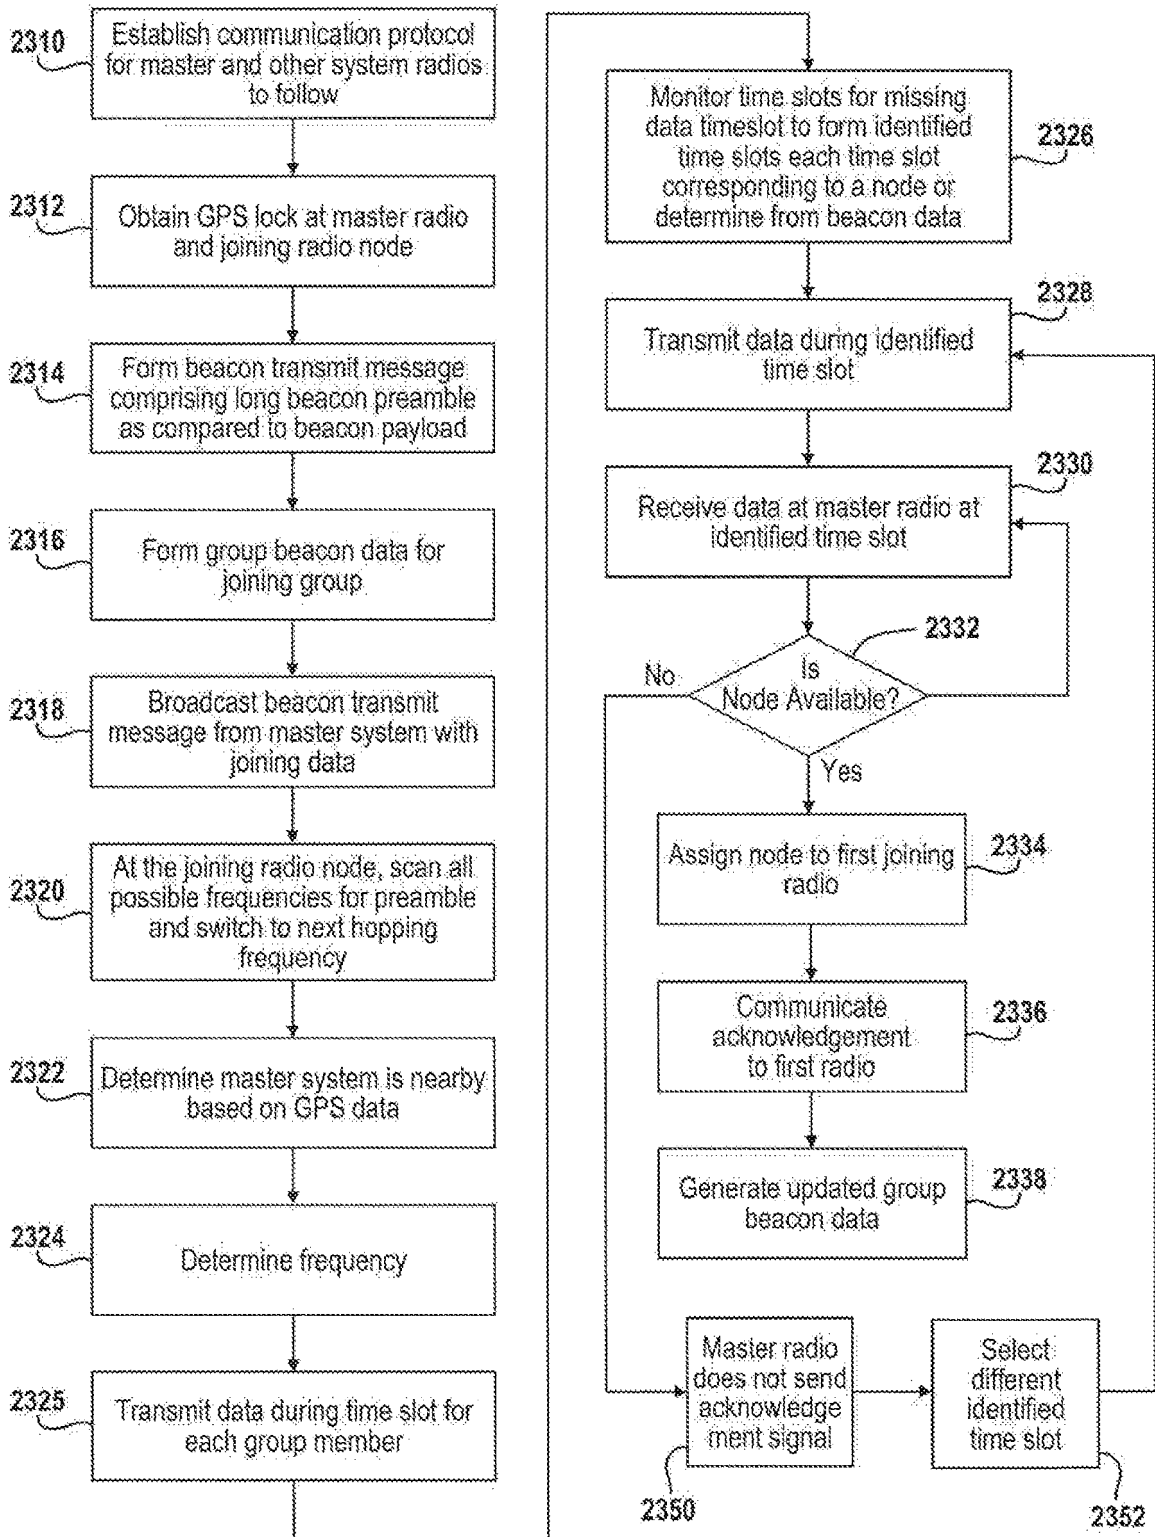 2310
Establish communication protocol
for master and other system radios
to follow
2312
Obtain GPS lock at master radio
and joining radio node
2314
Form beacon transmit message
comprising long beacon preamble
as compared to beacon payload
2316
Form group beacon data for
joining group
2318
Broadcast beacon transmit
message from master system with
joining data
2320
At the joining radio node, scan all
possible frequencies for preamble
and switch to next hopping
frequency
2322
Determine master system is nearby
based on GPS data
2324
Determine frequency
2325
Transmit data during time slot for
each group member
Monitor time slots for missing
data timeslot to form identified
time slots each time slot
corresponding to a node or
determine from beacon data
2326
2328
Transmit data during identified
time slot
2330
Receive data at master radio at
identified time slot
2332
Is
Node Available?
No
Yes
2334
Assign node to first joining
radio
2336
Communicate
acknowledgement
to first radio
2338
Generate updated group
beacon data
Master radio
does not send
acknowledge
ment signal
2350
Select
different
identified
time slot
2352